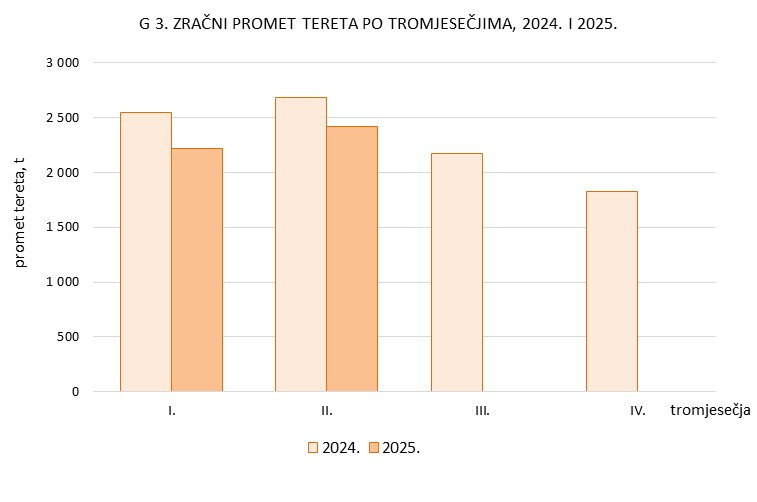 G 3. ZRAČNI PROMET TERETA PO TROMJESEČJIMA, 2024. I 2025.
promet tereta, t
3 000
2 500
2 000
1 500
1 000
500
0
I.
II.
III.
IV.
tromjesečja
2024.
2025.